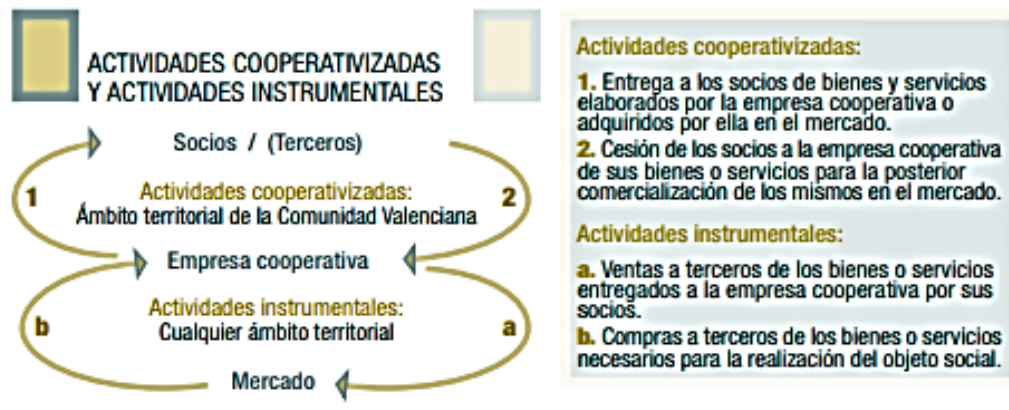 ACTIVIDADES COOPERATIVIZADAS
Y ACTIVIDADES INSTRUMENTALES
Socios / (Terceros)
1
Actividades cooperativizadas:
2
Ámbito territorial de la Comunidad Valenciana
Empresa cooperativa
Actividades instrumentales:
b
Cualquier ámbito territorial
a
Mercado
Actividades cooperativizadas:
1. Entrega a los socios de bienes y servicios
elaborados por la empresa cooperativa o
adquiridos por ella en el mercado.
2. Cesión de los socios a la empresa cooperativa
de sus bienes o servicios para la posterior
comercialización de los mismos en el mercado.
Actividades instrumentales:
a. Ventas a terceros de los bienes o servicios
entregados a la empresa cooperativa por sus
socios.
b. Compras a terceros de los bienes o servicios
necesarios para la realización del objeto social.